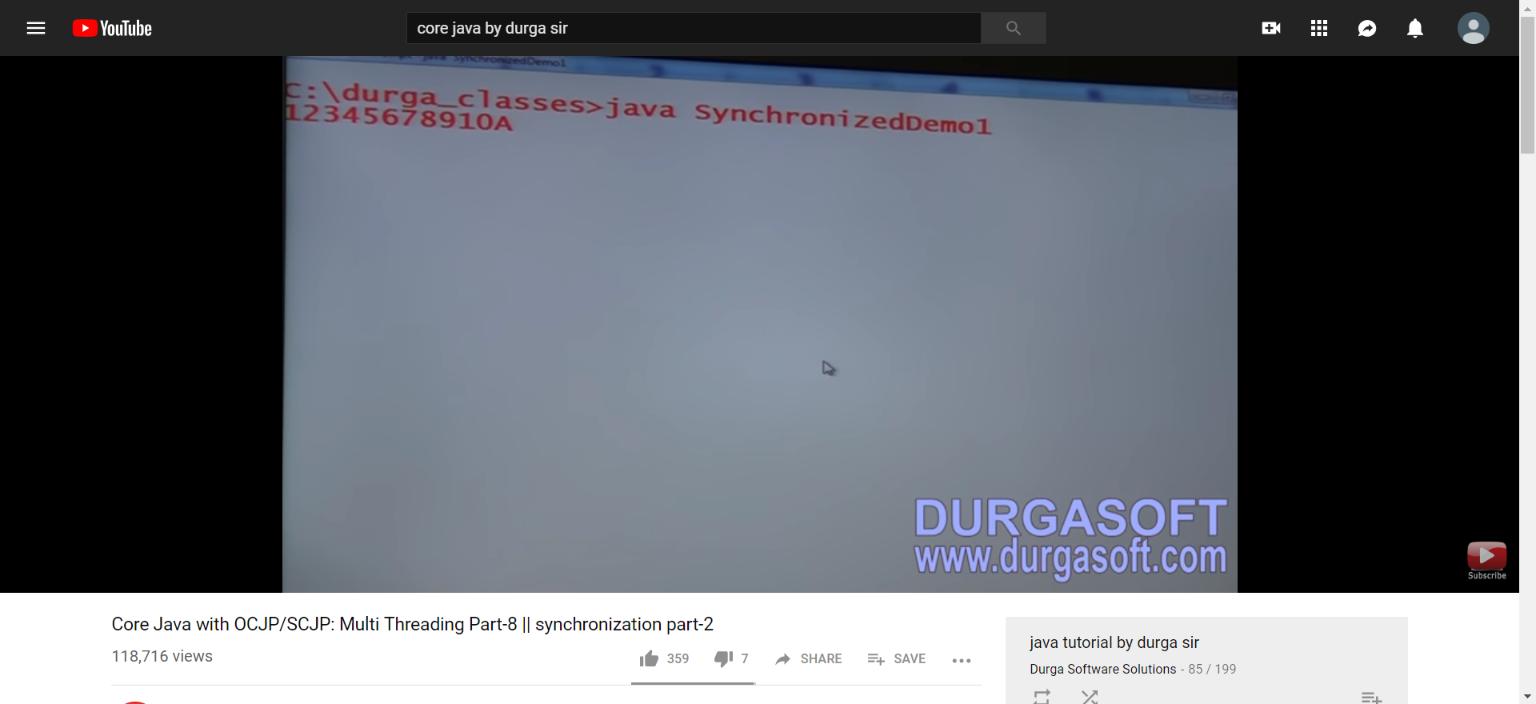 YouTube
core java by durga sir
C:\durga_classes>java SynchronizedDemo1
12345678910A
DURGASOFT
www.durgasoft.com
Subscribe
Core Java with OCJP/SCJP: Multi Threading Part-8 || synchronization part-2
118,716 views
359 7 SHARE SAVE
java tutorial by durga sir
Durga Software Solutions - 85 / 199